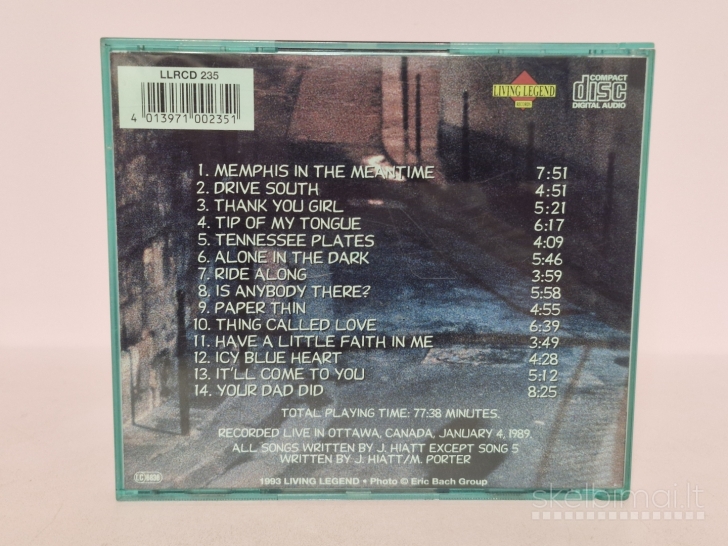 LLRCD 235
4 013971 002351
LIVING LEGEND
RECORDS
COMPACT
disc
DIGITAL AUDIO
1. MEMPHIS IN THE MEANTIME 7:51
2. DRIVE SOUTH 4:51
3. THANK YOU GIRL 5:21
4. TIP OF MY TONGUE 6:17
5. TENNESSEE PLATES 4:09
6. ALONE IN THE DARK 5:46
7. RIDE ALONG 3:59
8. IS ANYBODY THERE? 5:58
9. PAPER THIN 4:55
10. THING CALLED LOVE 6:39
11. HAVE A LITTLE FAITH IN ME 3:49
12. ICY BLUE HEART 4:28
13. IT'LL COME TO YOU 5:12
14. YOUR DAD DID 8:25
TOTAL PLAYING TIME: 77:38 MINUTES.
RECORDED LIVE IN OTTAWA, CANADA, JANUARY 4, 1989.
ALL SONGS WRITTEN BY J. HIATT EXCEPT SONG 5
WRITTEN BY J. HIATT/M. PORTER
1993 LIVING LEGEND • Photo © Eric Bach Group
skelbimai.lt